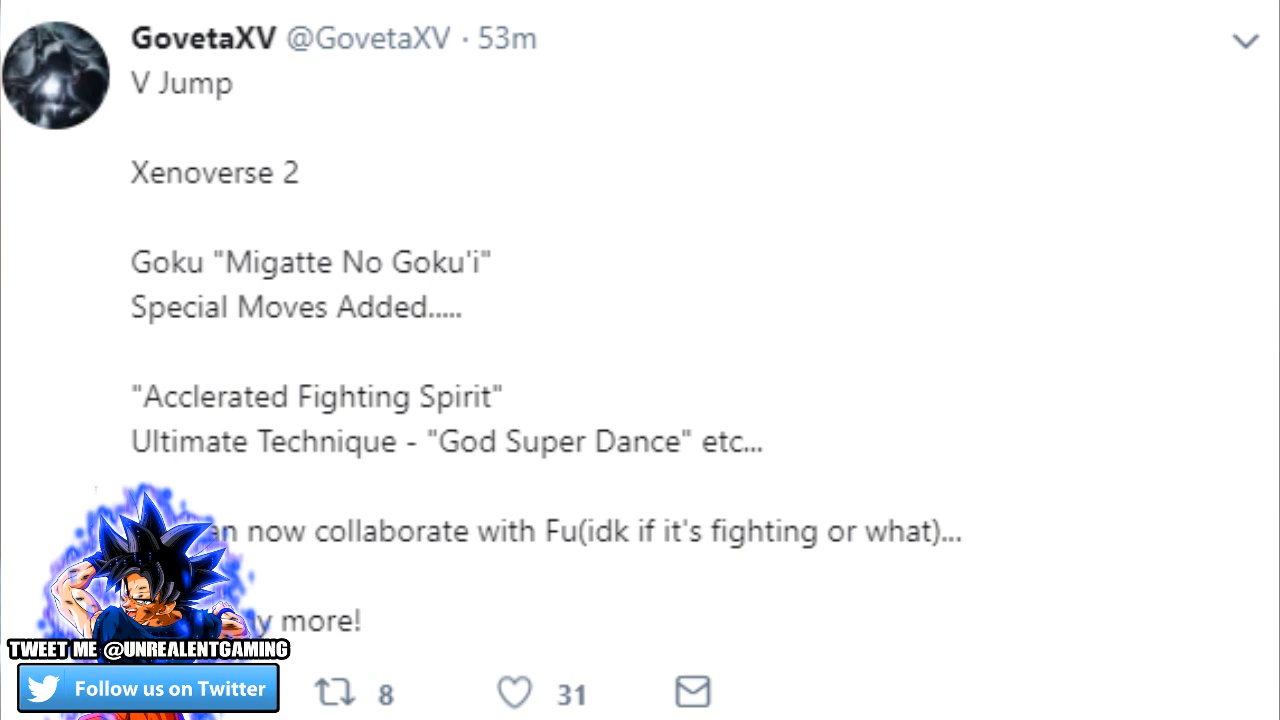 GovetaXV @GovetaXV · 53m
V Jump
Xenoverse 2
Goku "Migatte No Goku'i"
Special Moves Added.....
"Acclerated Fighting Spirit"
Ultimate Technique - "God Super Dance" etc...
now collaborate with Fu(idk if it's fighting or what)...
more!
TWEET ME @UNREALENTGAMING
Follow us on Twitter
8 31